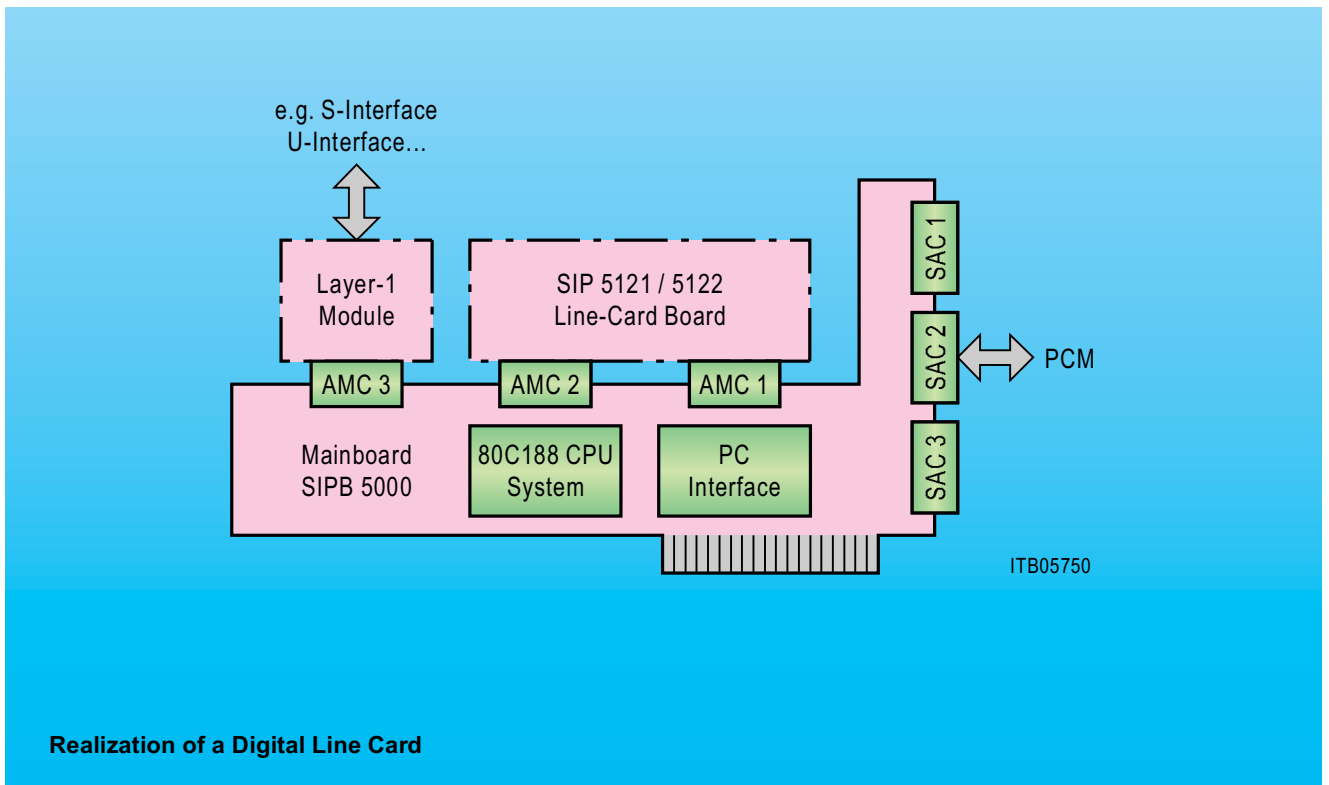 e.g. S-Interface
U-Interface...
Layer-1
Module
SIP 5121 / 5122
Line-Card Board
SAC 1
SAC 2
PCM
SAC 3
AMC 3
AMC 2
AMC 1
Mainboard
SIPB 5000
80C188 CPU
System
PC
Interface
ITB05750
Realization of a Digital Line Card